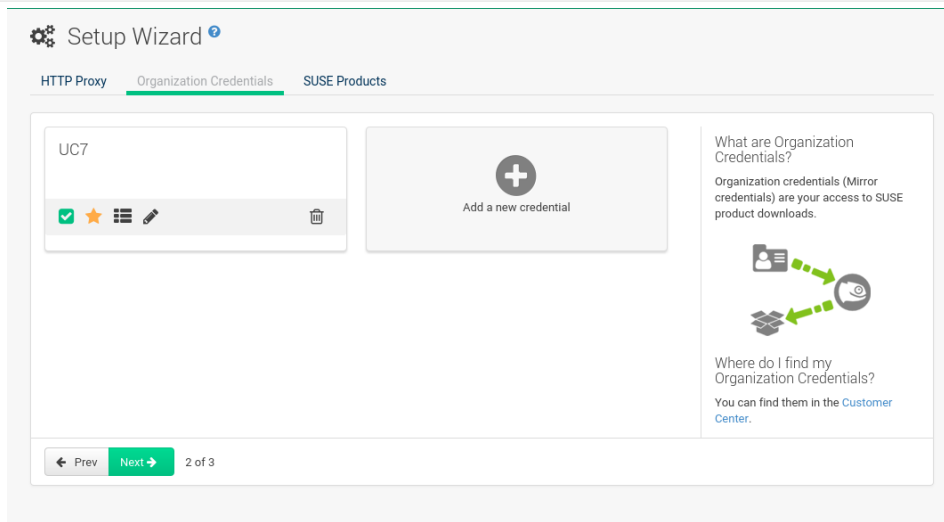 Setup Wizard ?
HTTP Proxy Organization Credentials SUSE Products
UC7
Add a new credential
What are Organization
Credentials?
Organization credentials (Mirror
credentials) are your access to SUSE
product downloads.
Where do I find my
Organization Credentials?
You can find them in the Customer
Center.
Prev Next 2 of 3